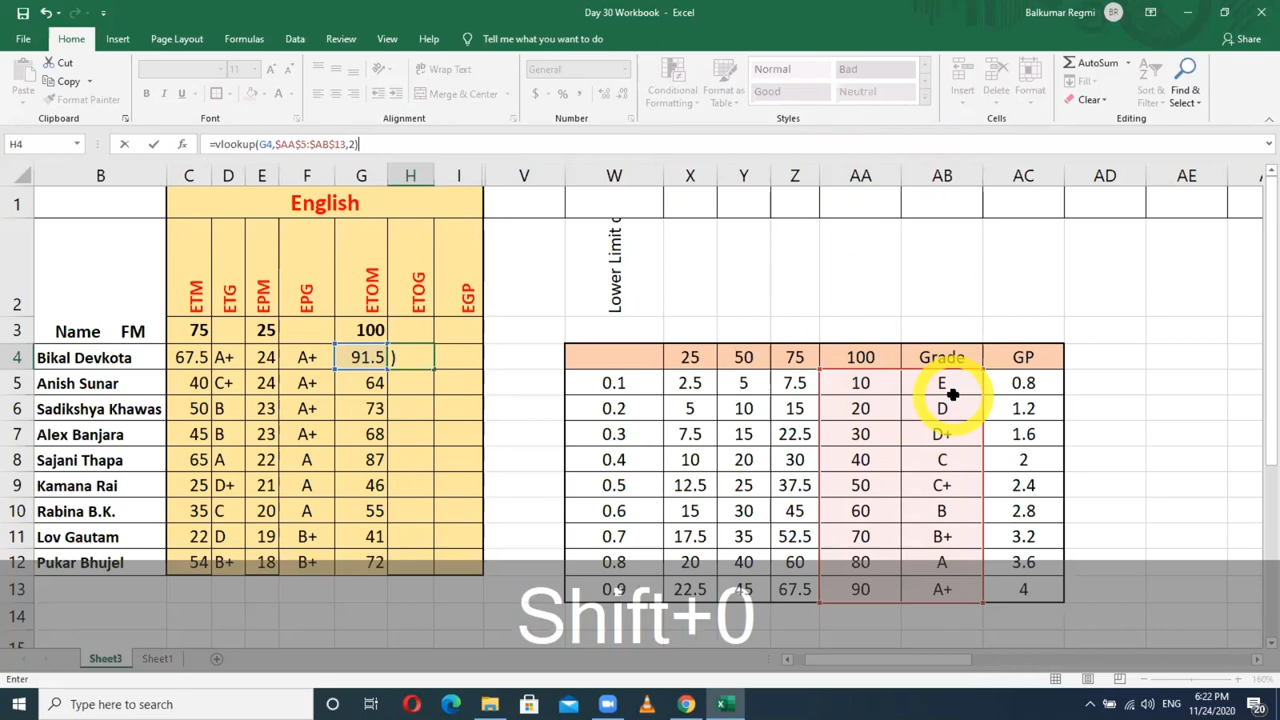 Day 30 Workbook - Excel
Balkumar Regmi BR
File Home Insert Page Layout Formulas Data Review View Help Tell me what you want to do Share
Paste
Cut
Copy
Format Painter
Clipboard
11 A A
B I U A
Font
Wrap Text
Merge & Center
Alignment
General
$ % ,
Number
Conditional Formatting
Format as Table
Normal Bad
Good Neutral
Styles
Insert Delete Format
Cells
AutoSum
Fill
Clear
Sort & Filter
Find & Select
Editing
H4 fx =vlookup(G4,$AA$5:$AB$13,2)
B C D E F G H I V W X Y Z AA AB AC AD AE
1 English
2 ETM ETG EPM EPG ETOM ETOG EGP Lower Limit
3 Name FM 75 25 100
4 Bikal Devkota 67.5 A+ 24 A+ 91.5 ) 25 50 75 100 Grade GP
5 Anish Sunar 40 C+ 24 A+ 64 0.1 2.5 5 7.5 10 E 0.8
6 Sadikshya Khawas 50 B 23 A+ 73 0.2 5 10 15 20 D 1.2
7 Alex Banjara 45 B 23 A+ 68 0.3 7.5 15 22.5 30 D+ 1.6
8 Sajani Thapa 65 A 22 A 87 0.4 10 20 30 40 C 2
9 Kamana Rai 25 D+ 21 A 46 0.5 12.5 25 37.5 50 C+ 2.4
10 Rabina B.K. 35 C 20 A 55 0.6 15 30 45 60 B 2.8
11 Lov Gautam 22 D 19 B+ 41 0.7 17.5 35 52.5 70 B+ 3.2
12 Pukar Bhujel 54 B+ 18 B+ 72 0.8 20 40 60 80 A 3.6
13 0.9 22.5 45 67.5 90 A+ 4
14
15
Shift+0
Sheet3 Sheet1
Enter 160%
Type here to search
ENG
6:22 PM
11/24/2020
20